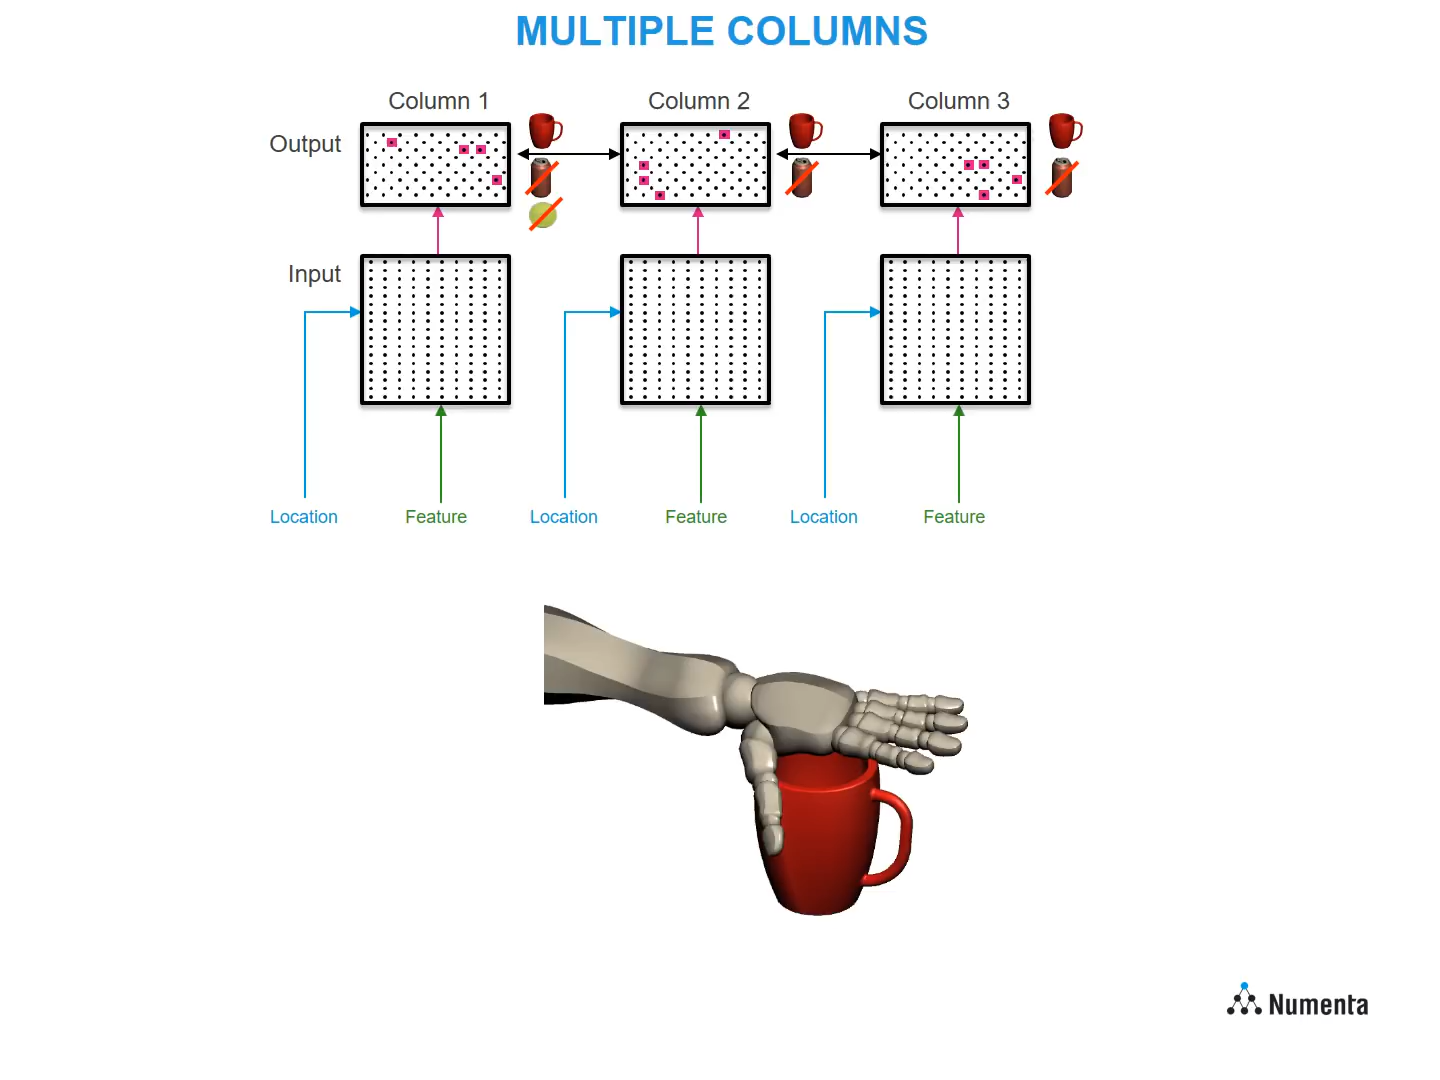 MULTIPLE COLUMNS
Column 1
Column 2
Column 3
Output
Input
Location
Feature
Location
Feature
Location
Feature
Numenta